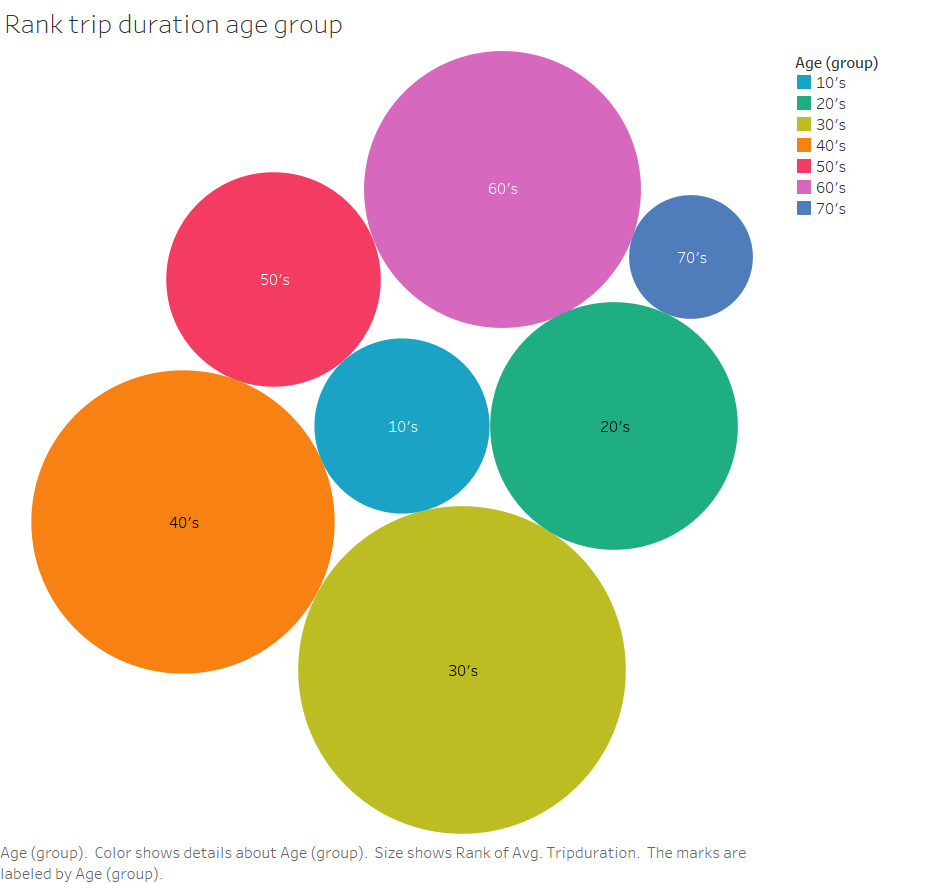 Rank trip duration age group
Age (group)
10's
20's
30's
40's
50's
60's
70's
60's
70's
50's
10's
20's
40's
30's
Age (group).  Color shows details about Age (group).  Size shows Rank of Avg. Tripduration.  The marks are
labeled by Age (group).